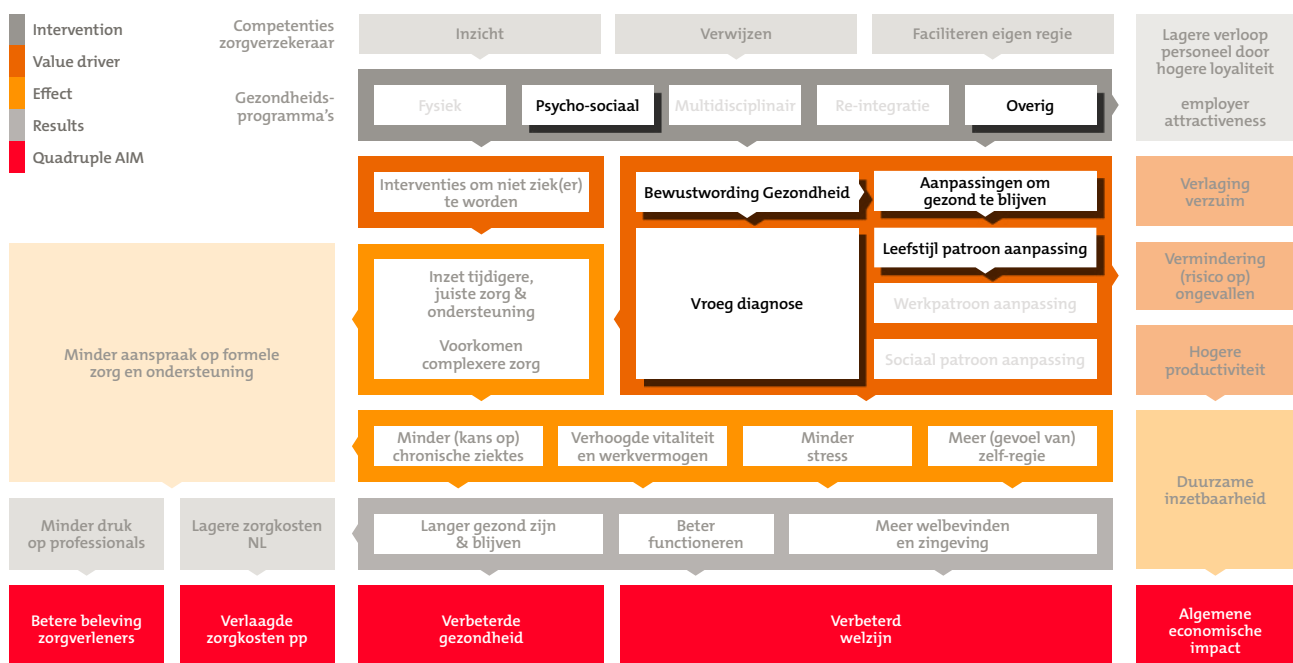 Intervention
Value driver
Effect
Results
Quadruple AIM
Competenties
zorgverzekeraar
Inzicht
Verwijzen
Faciliteren eigen regie
Gezondheids-
programma's
Fysiek
Psycho-sociaal
Multidisciplinair
Re-integratie
Overig
Lagere verloop
personeel door
hogere loyaliteit
employer
attractiveness
Interventies om niet ziek(er)
te worden
Bewustwording Gezondheid
Aanpassingen om
gezond te blijven
Verlaging
verzuim
Inzet tijdigere,
juiste zorg &
ondersteuning
Voorkomen
complexere zorg
Vroeg diagnose
Leefstijl patroon aanpassing
Werkpatroon aanpassing
Sociaal patroon aanpassing
Vermindering
(risico op)
ongevallen
Hogere
productiviteit
Minder aanspraak op formele
zorg en ondersteuning
Minder (kans op)
chronische ziektes
Verhoogde vitaliteit
en werkvermogen
Minder
stress
Meer (gevoel van)
zelf-regie
Duurzame
inzetbaarheid
Minder druk
op professionals
Lagere zorgkosten
NL
Langer gezond zijn
& blijven
Beter
functioneren
Meer welbevinden
en zingeving
Betere beleving
zorgverleners
Verlaagde
zorgkosten pp
Verbeterde
gezondheid
Verbeterd
welzijn
Algemene
economische
impact